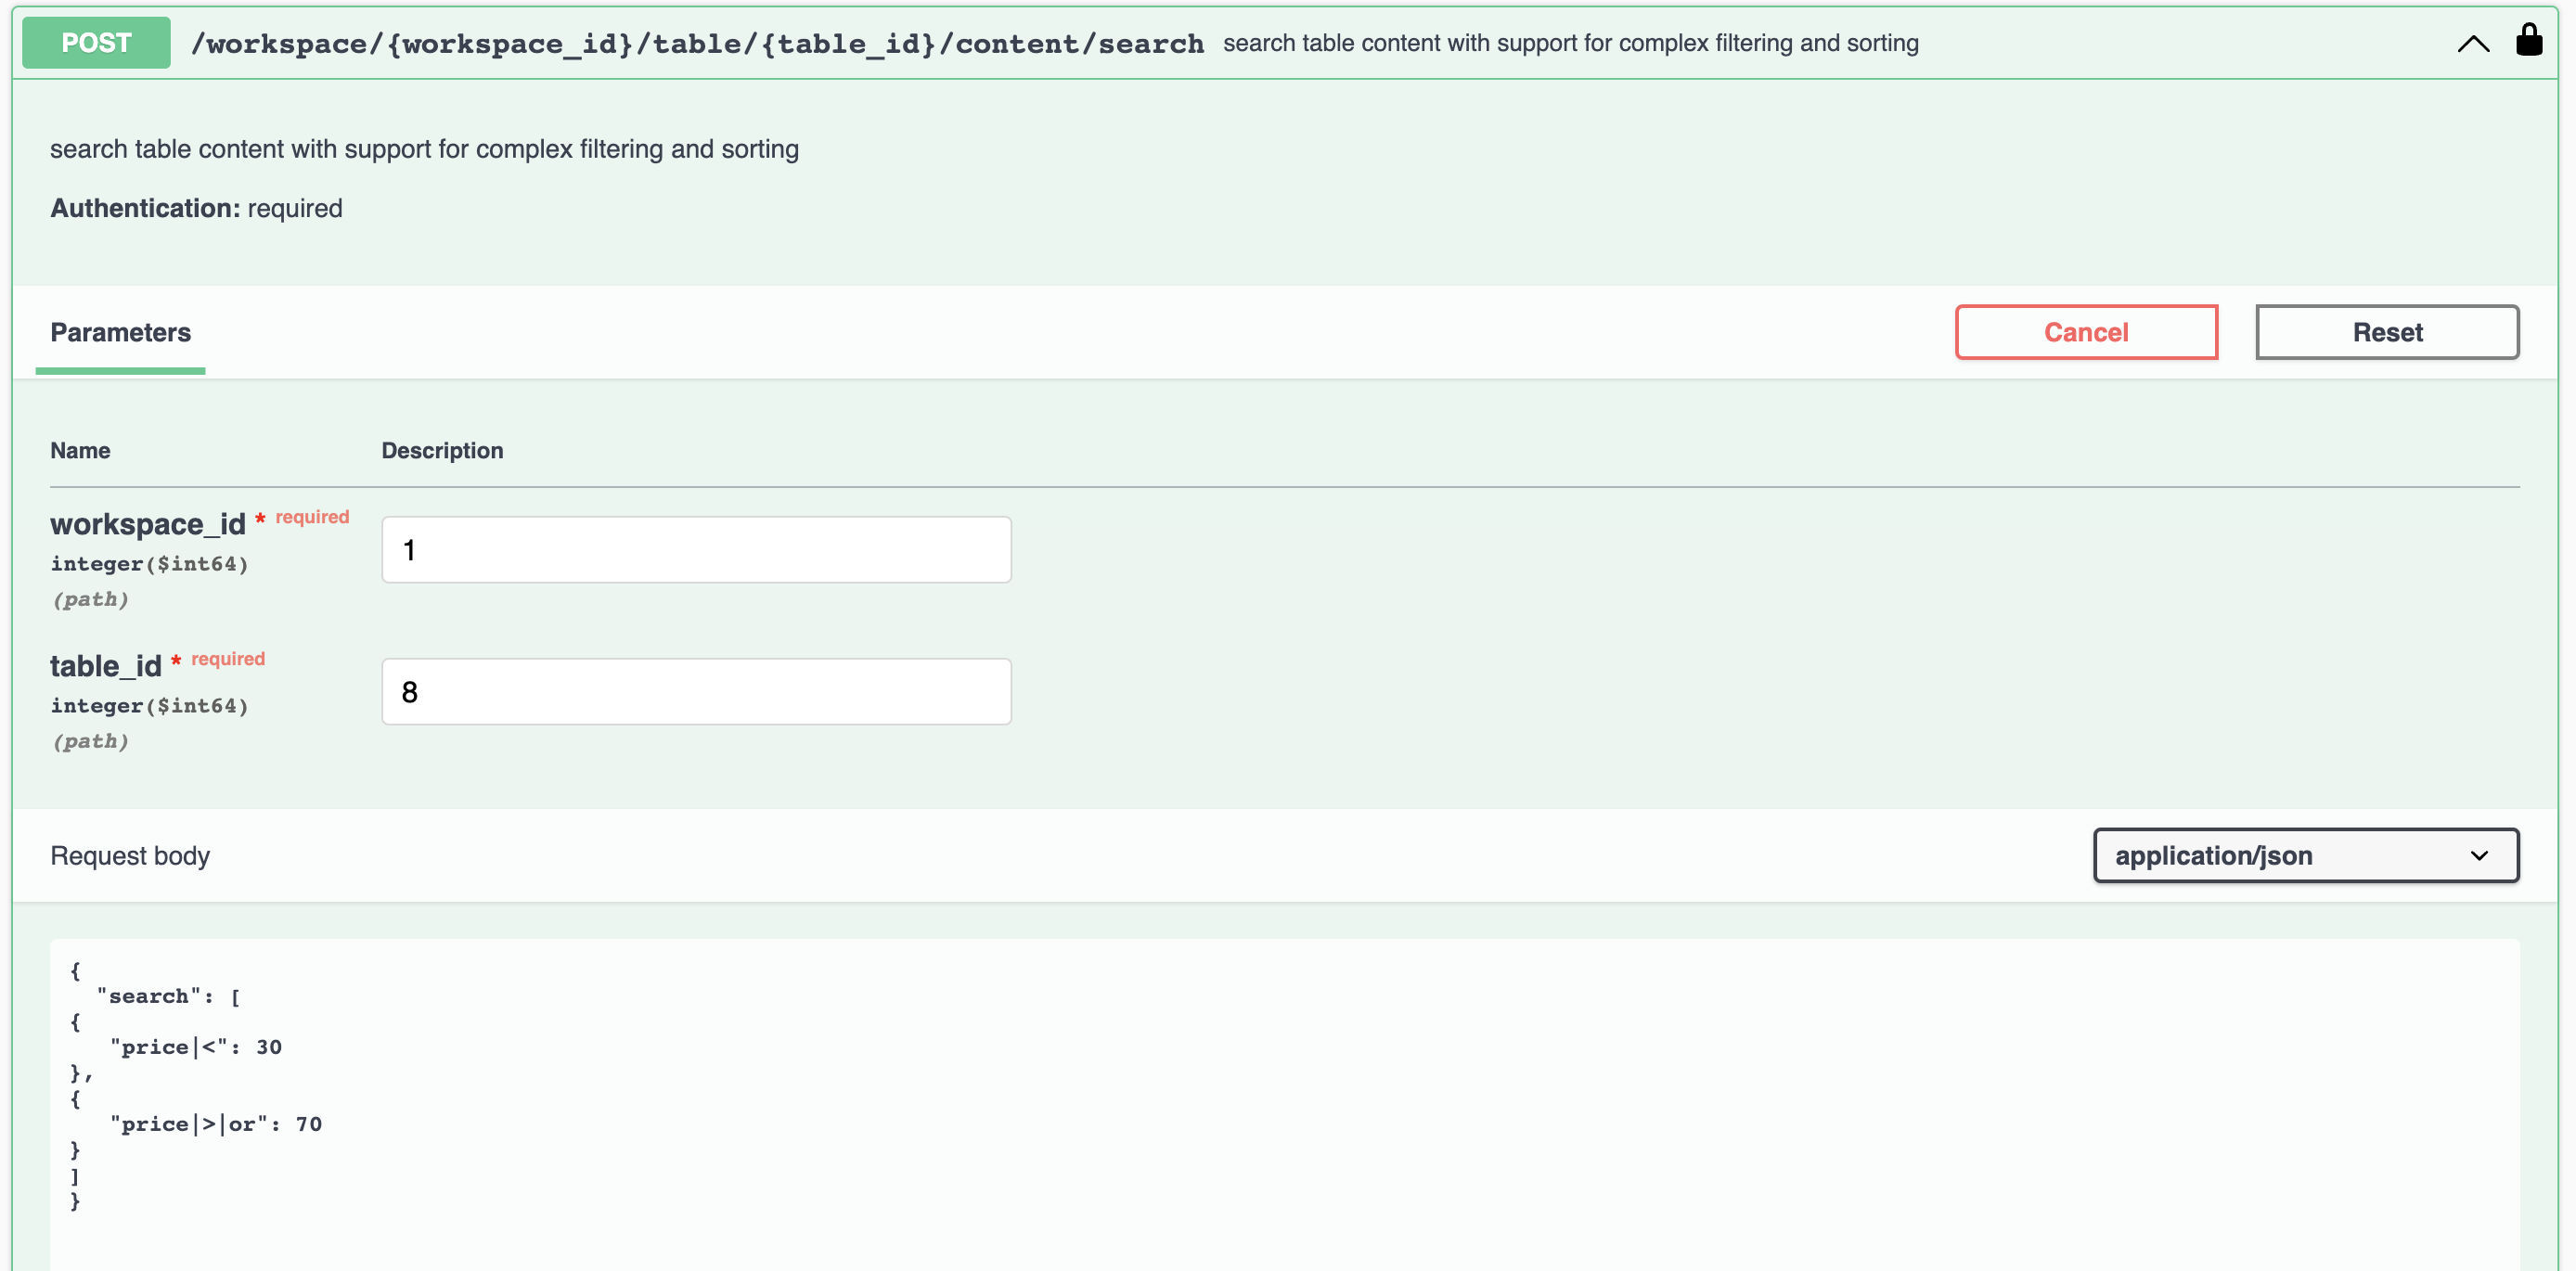 POST /workspace/{workspace_id}/table/{table_id}/content/search search table content with support for complex filtering and sorting
search table content with support for complex filtering and sorting
Authentication: required
Parameters
Cancel
Reset
Name Description
workspace_id * required
integer($int64)
(path)
1
table_id * required
integer($int64)
(path)
8
Request body
application/json
{
  "search": [
{
   "price|<": 30
},
{
   "price|>|or": 70
}
]
}